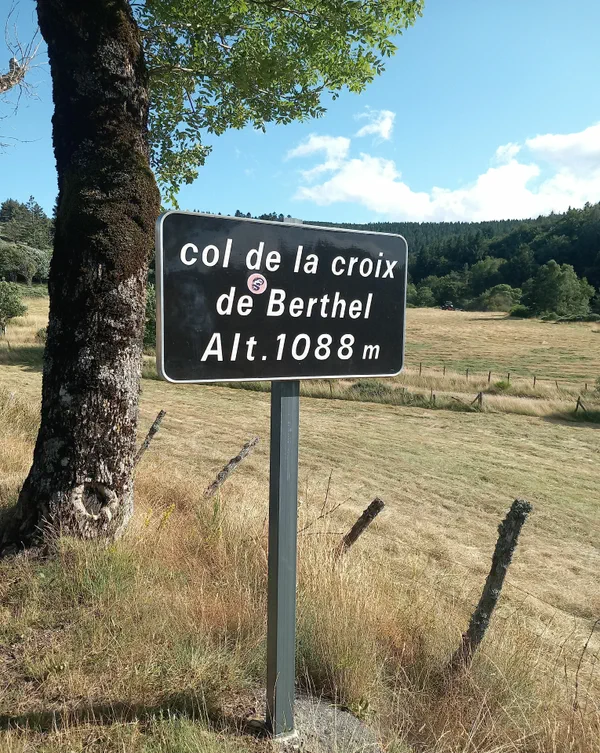 col de la croix
de Berthel
Alt.1088 m